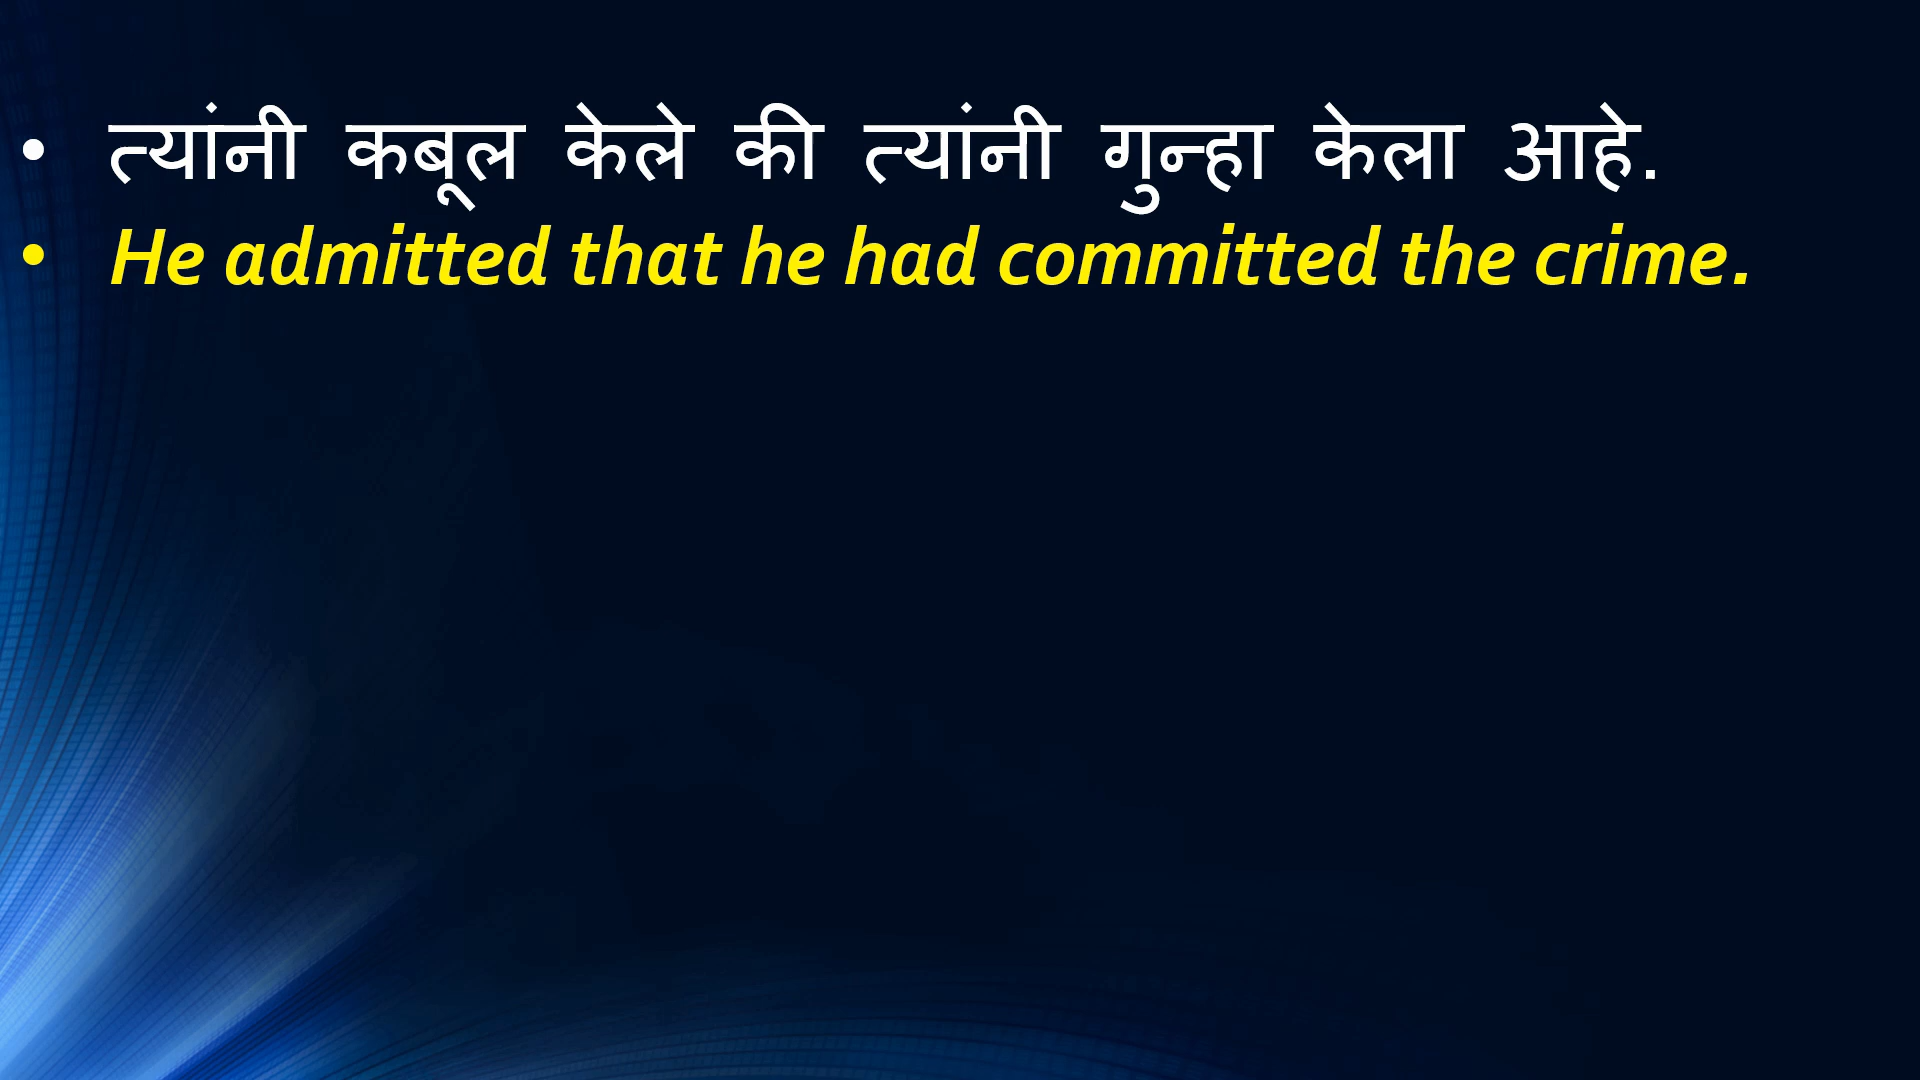 • त्यांनी कबूल केले की त्यांनी गुन्हा केला आहे.
• He admitted that he had committed the crime.